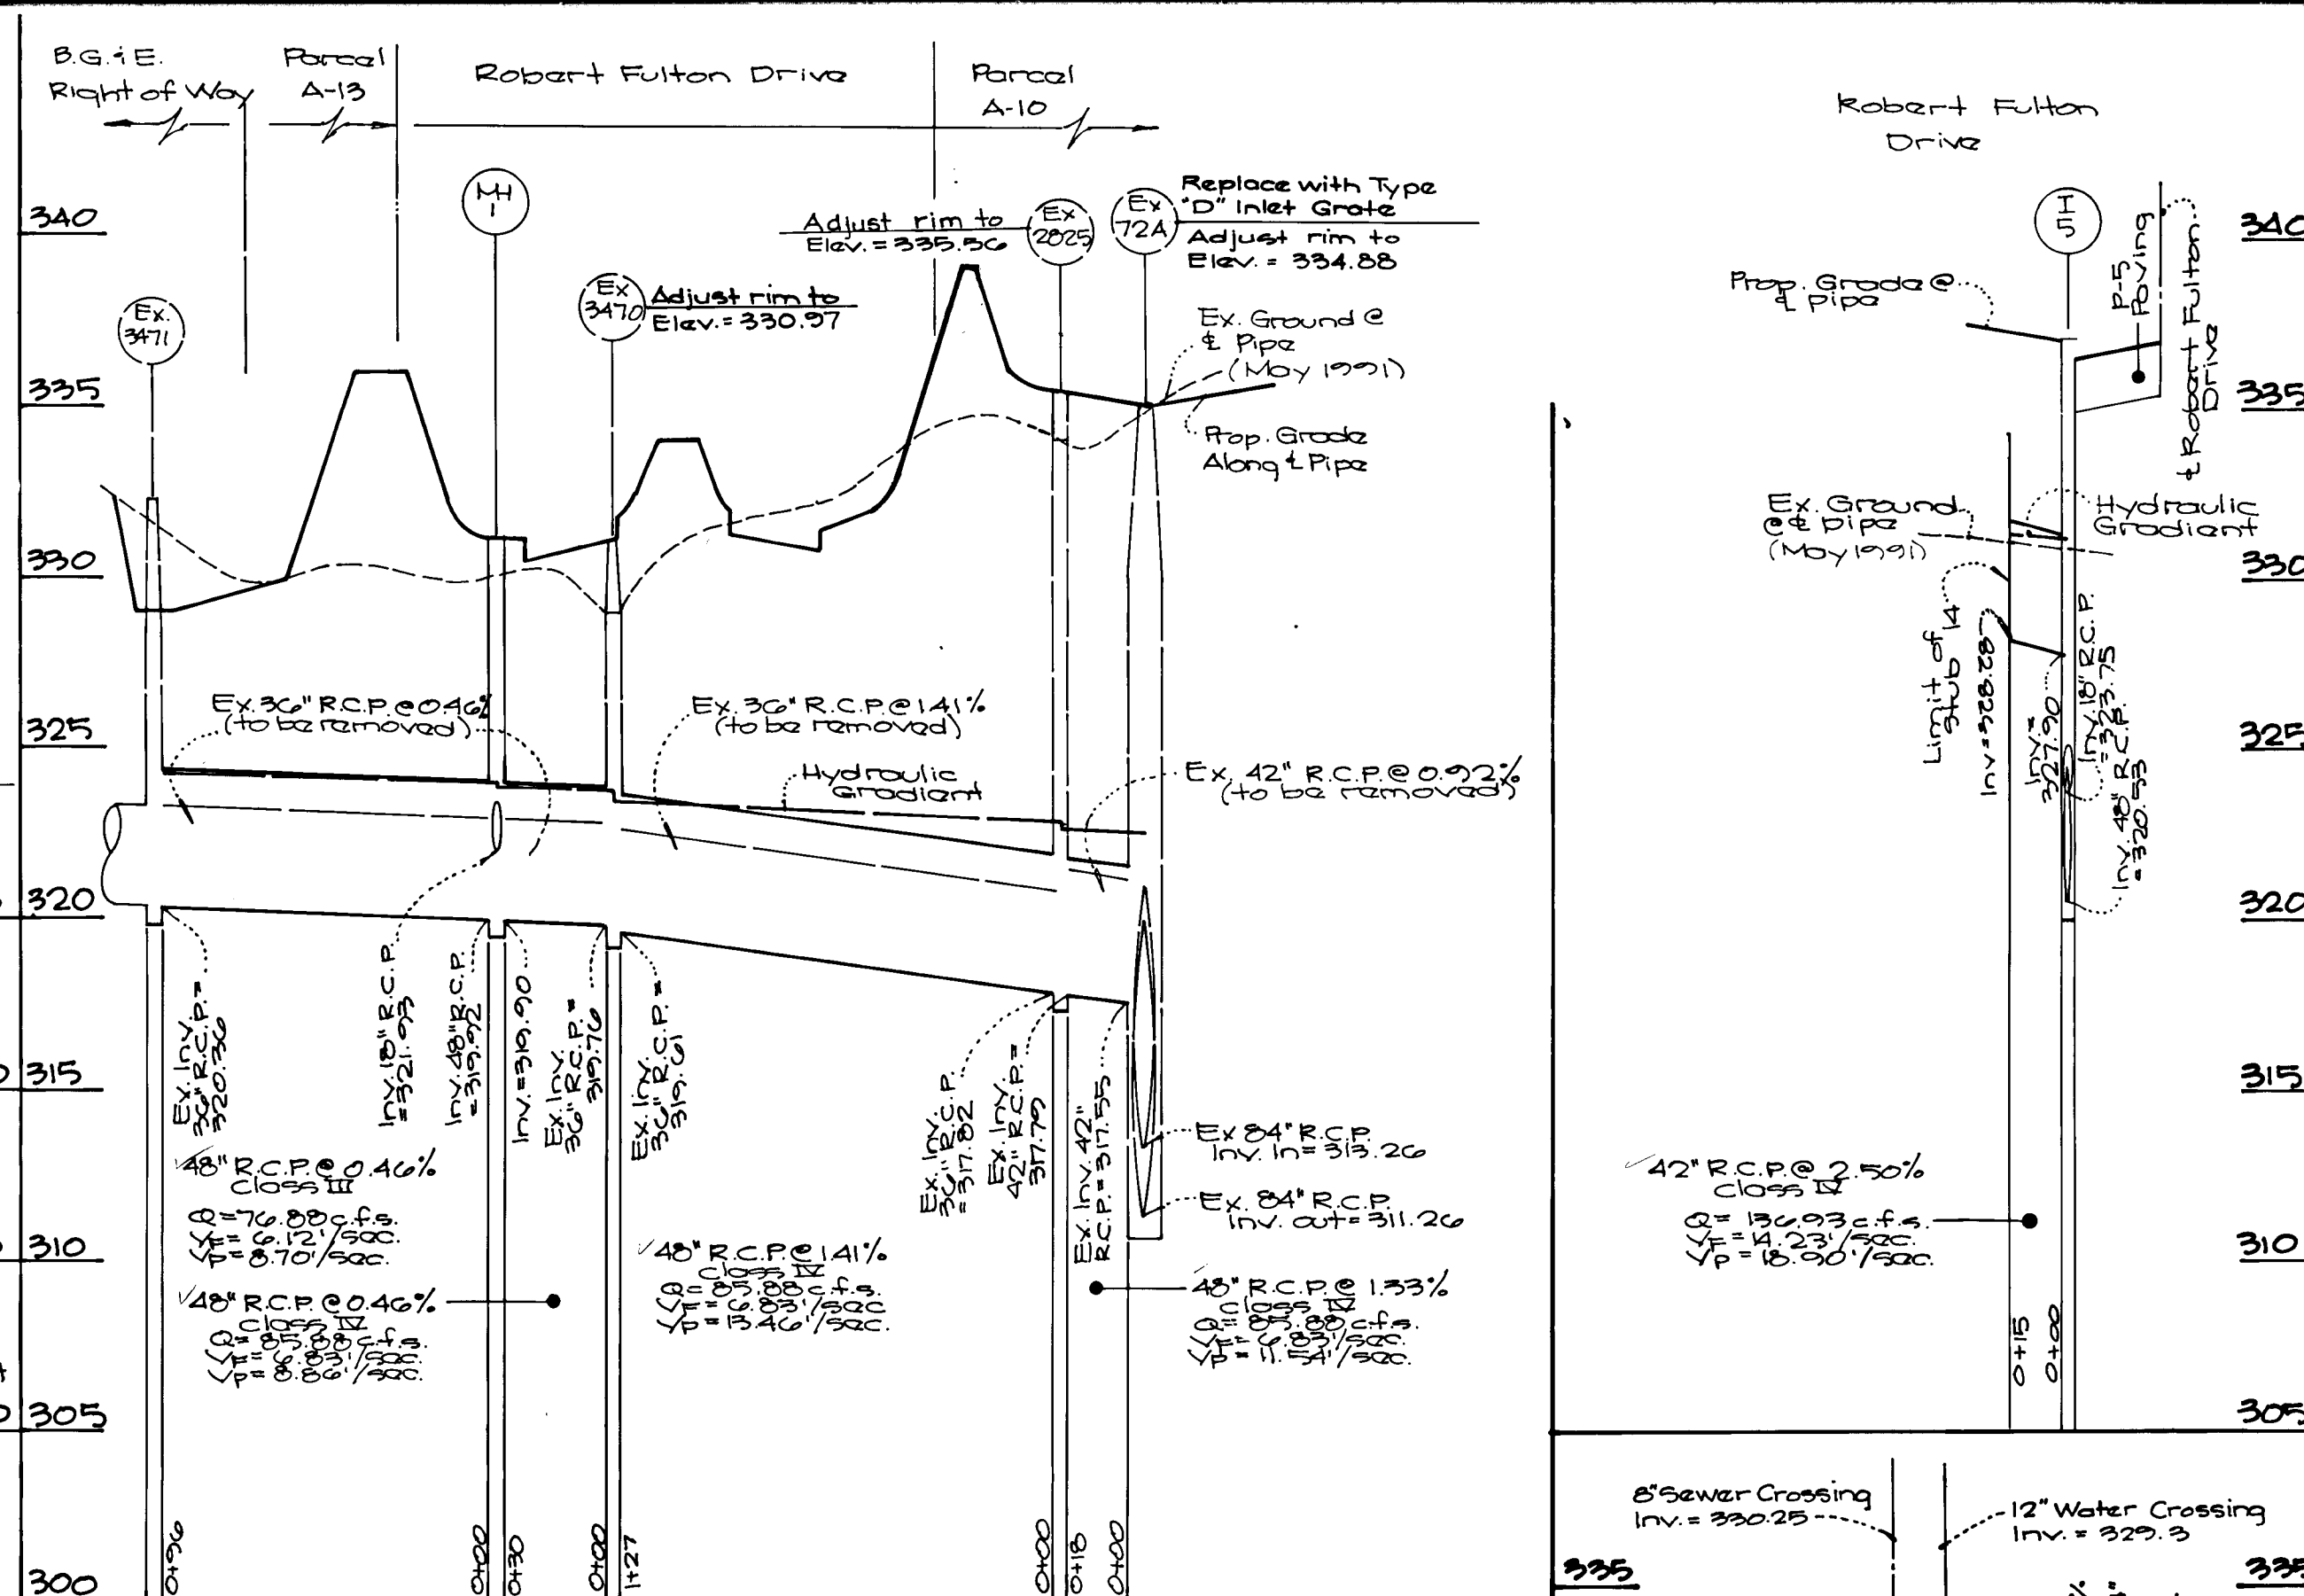 B.G.&E.
Right of Way
Parcel
A-13
Robert Fulton Drive
Parcel
A-10
340
335
330
325
320
315
310
305
300
Ex.
3471
MH
1
Ex
3470
Adjust rim to
Elev.=330.97
Adjust rim to
Elev.=335.56
Ex
2825
Ex
72A
Replace with Type
"D" Inlet Grate
Adjust rim to
Elev.= 334.88
Ex. Ground @
℄ Pipe
(May 1991)
Prop. Grade
Along ℄ Pipe
Ex. 36" R.C.P.@0.46%
(to be removed)
Ex. 36" R.C.P.@1.41%
(to be removed)
Hydraulic
Gradient
Ex. 42" R.C.P.@ 0.92%
(to be removed)
Ex. Inv.
36" R.C.P.=
320.36
Inv. 18" R.C.P.
=321.93
Inv. 48" R.C.P.
=319.92
Inv.=319.90
Ex. Inv.
36" R.C.P.=
319.76
Ex. Inv.
36" R.C.P.=
319.61
Ex. Inv.
36" R.C.P.
=317.82
Ex. Inv.
42" R.C.P.=
317.79
Ex. Inv. 42"
R.C.P.=317.55
Ex 84" R.C.P.
Inv. In= 313.26
Ex. 84" R.C.P.
Inv. out=311.26
48" R.C.P.@ 0.46%
Class III
Q=76.88 c.f.s.
VF= 6.12'/sec.
Vp=8.70'/sec.
48" R.C.P.@0.46%
class IV
Q= 85.88 c.f.s.
VF= 6.83'/sec.
Vp= 8.86'/sec.
48" R.C.P.@1.41%
Class IV
Q= 85.88 c.f.s.
VF= 6.83'/sec
Vp= 13.46'/sec.
48" R.C.P.@ 1.33%
class IV
Q= 85.88 c.f.s.
VF= 6.83'/sec.
Vp = 11.54'/sec.
0+96
0+00
0+30
0+00
1+27
0+00
0+18
0+00
Robert Fulton
Drive
I
5
P-5
Paving
℄ Robert Fulton
Drive
Prop. Grade @
℄ Pipe
Ex. Ground
@ ℄ pipe
(May 1991)
Hydraulic
Gradient
Limit of
Stub 14
Inv=328.28
Inv=
327.90
Inv. 18" R.C.P.
=323.75
Inv. 48" R.C.P.
=320.53
42" R.C.P.@ 2.50%
class IV
Q= 136.93 c.f.s.
VF= 14.23'/sec.
Vp = 18.90'/sec.
0+15
0+00
340
335
330
325
320
315
310
305
8" Sewer Crossing
Inv.= 330.25
12" Water Crossing
Inv. = 329.3
335
335